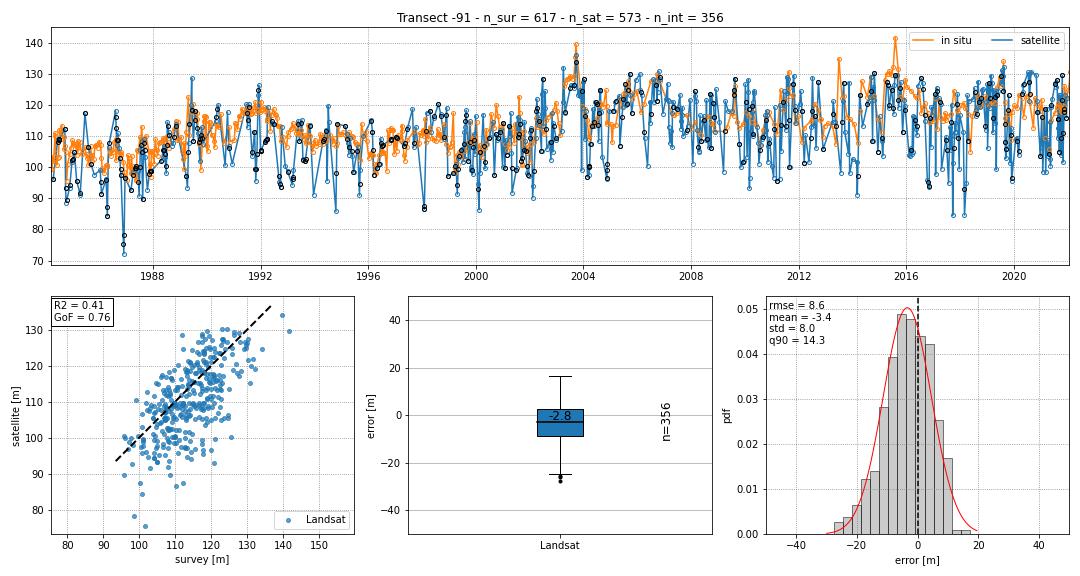 Transect -91 - n_sur = 617 - n_sat = 573 - n_int = 356
in situ satellite
140
130
120
110
100
90
80
70
1988 1992 1996 2000 2004 2008 2012 2016 2020
R2 = 0.41
GoF = 0.76
satellite [m]
130
120
110
100
90
80
Landsat
80 90 100 110 120 130 140 150
survey [m]
error [m]
40
20
0
−20
−40
-2.8
n=356
Landsat
rmse = 8.6
mean = -3.4
std = 8.0
q90 = 14.3
pdf
0.05
0.04
0.03
0.02
0.01
0.00
−40 −20 0 20 40
error [m]